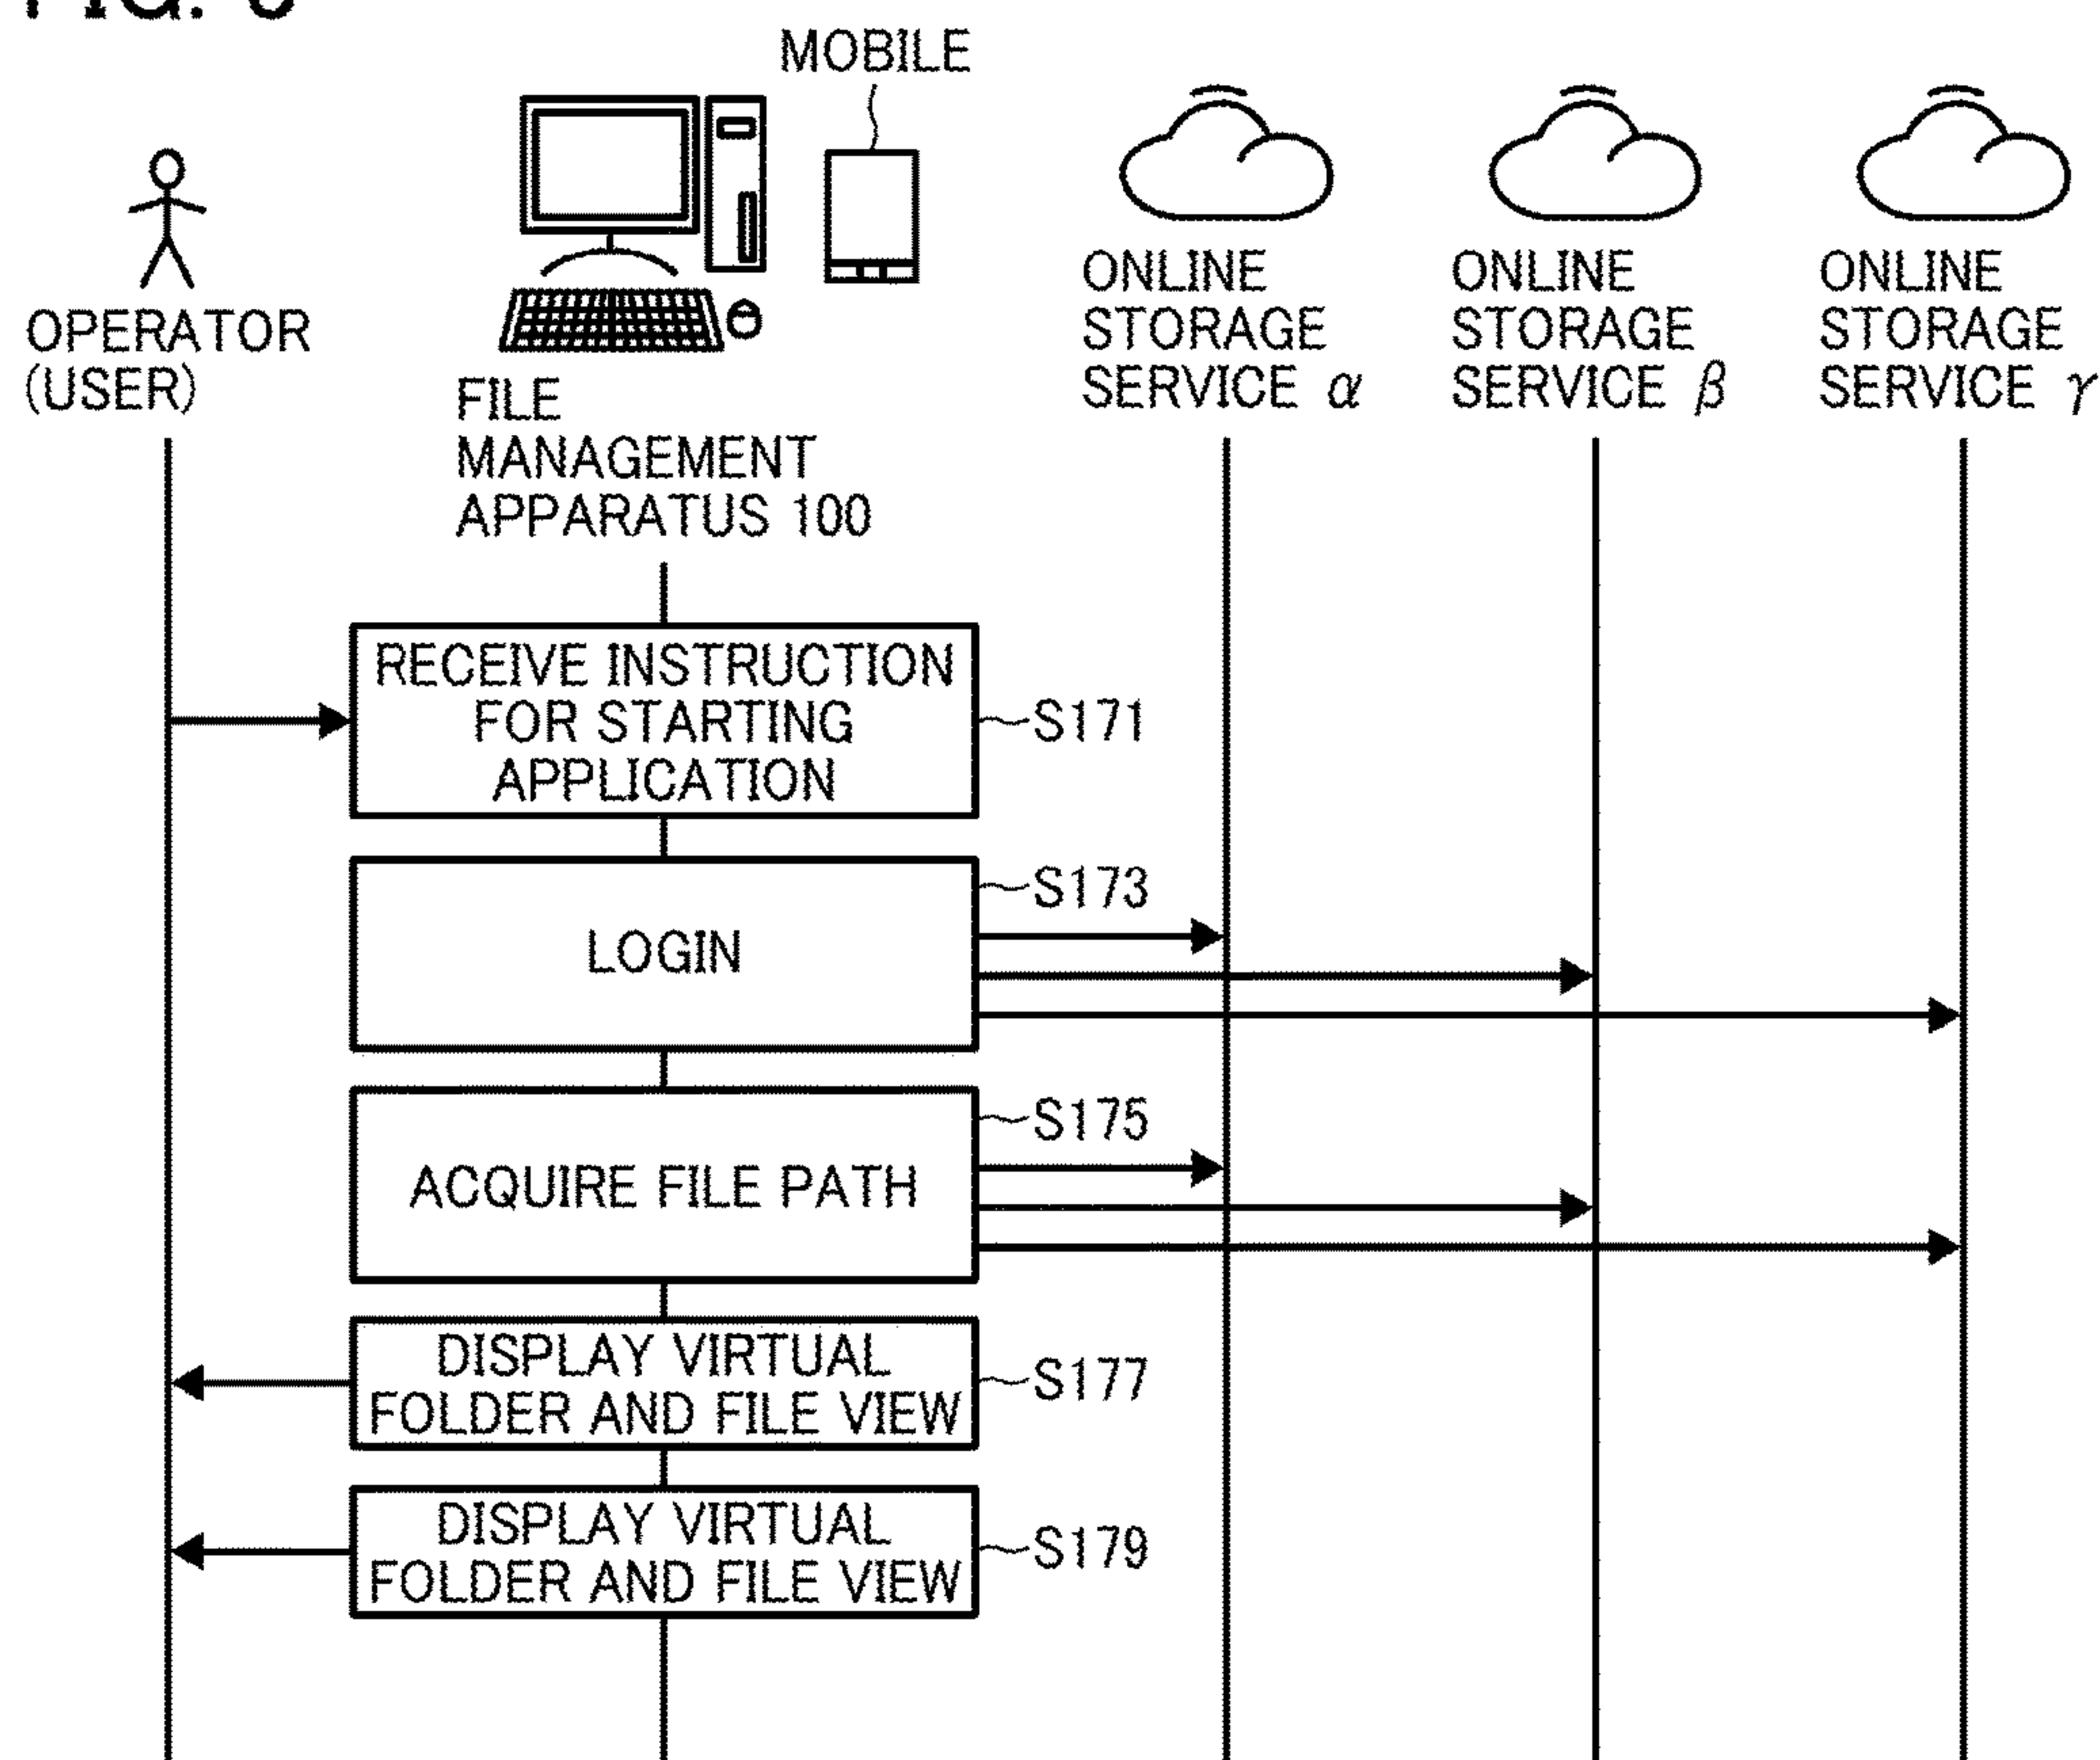 MOBILE
OPERATOR
(USER)
FILE
MANAGEMENT
APPARATUS 100
ONLINE
STORAGE
SERVICE α
ONLINE
STORAGE
SERVICE β
ONLINE
STORAGE
SERVICE γ
RECEIVE INSTRUCTION
FOR STARTING
APPLICATION
S171
LOGIN
S173
ACQUIRE FILE PATH
S175
DISPLAY VIRTUAL
FOLDER AND FILE VIEW
S177
DISPLAY VIRTUAL
FOLDER AND FILE VIEW
S179